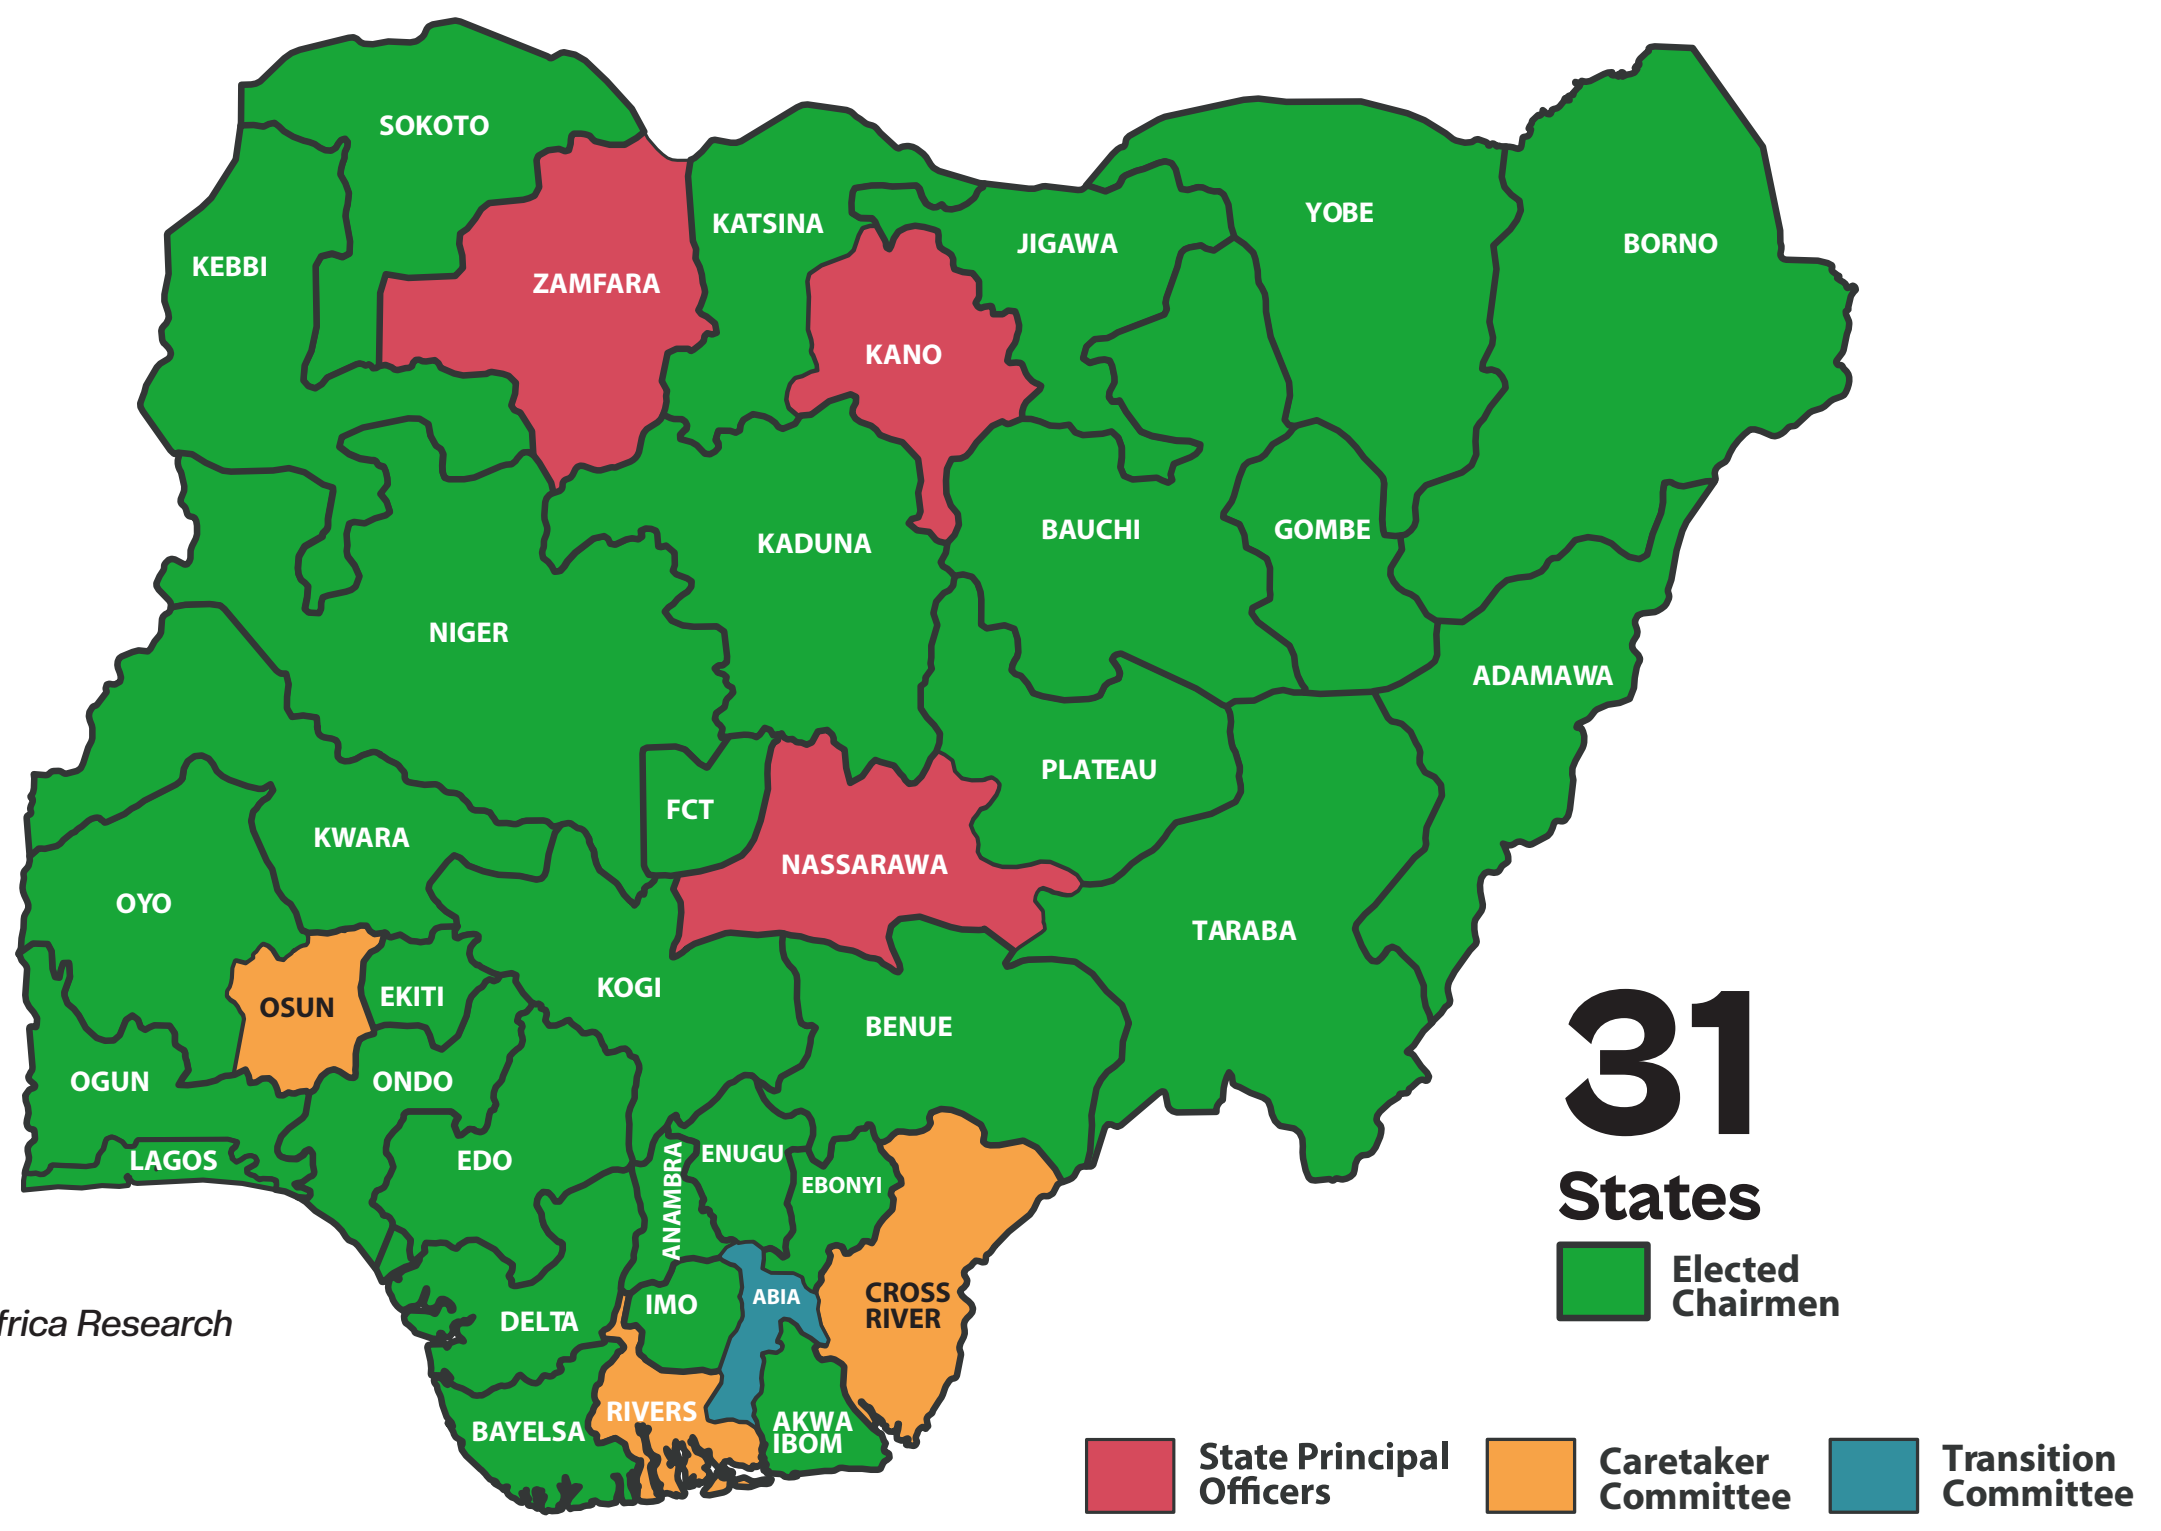 SOKOTO
KEBBI
ZAMFARA
KATSINA
KANO
JIGAWA
YOBE
BORNO
NIGER
KADUNA
BAUCHI
GOMBE
ADAMAWA
FCT
PLATEAU
NASSARAWA
KWARA
OYO
TARABA
OSUN
EKITI
KOGI
BENUE
OGUN
ONDO
LAGOS
EDO
ANAMBRA
ENUGU
EBONYI
IMO
ABIA
CROSS
RIVER
DELTA
RIVERS
BAYELSA
AKWA
IBOM
31
States
Elected
Chairmen
frica Research
State Principal
Officers
Caretaker
Committee
Transition
Committee